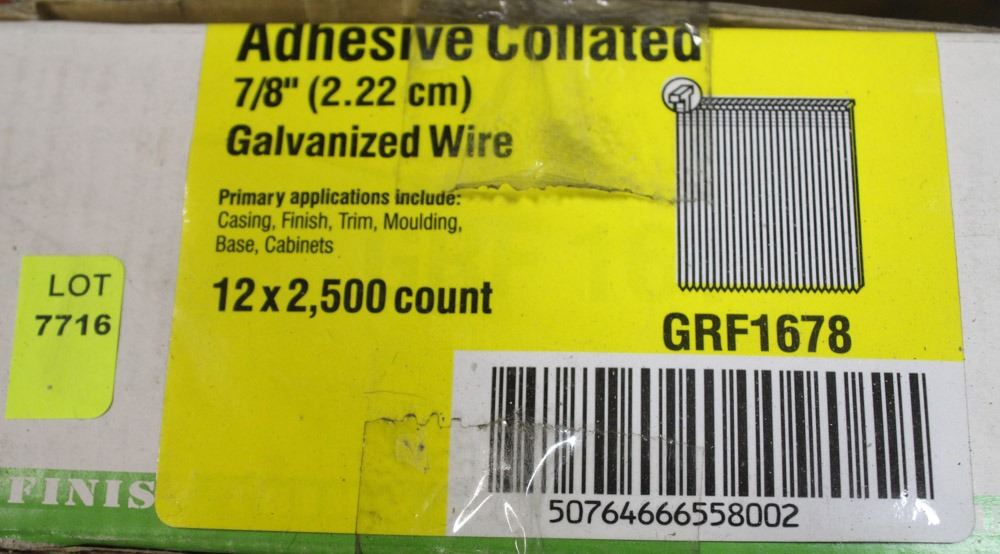 Adhesive Collated
7/8" (2.22 cm)
Galvanized Wire
Primary applications include:
Casing, Finish, Trim, Moulding,
Base, Cabinets
12 x 2,500 count
GRF1678
50764666558002
LOT
7716
FINIS